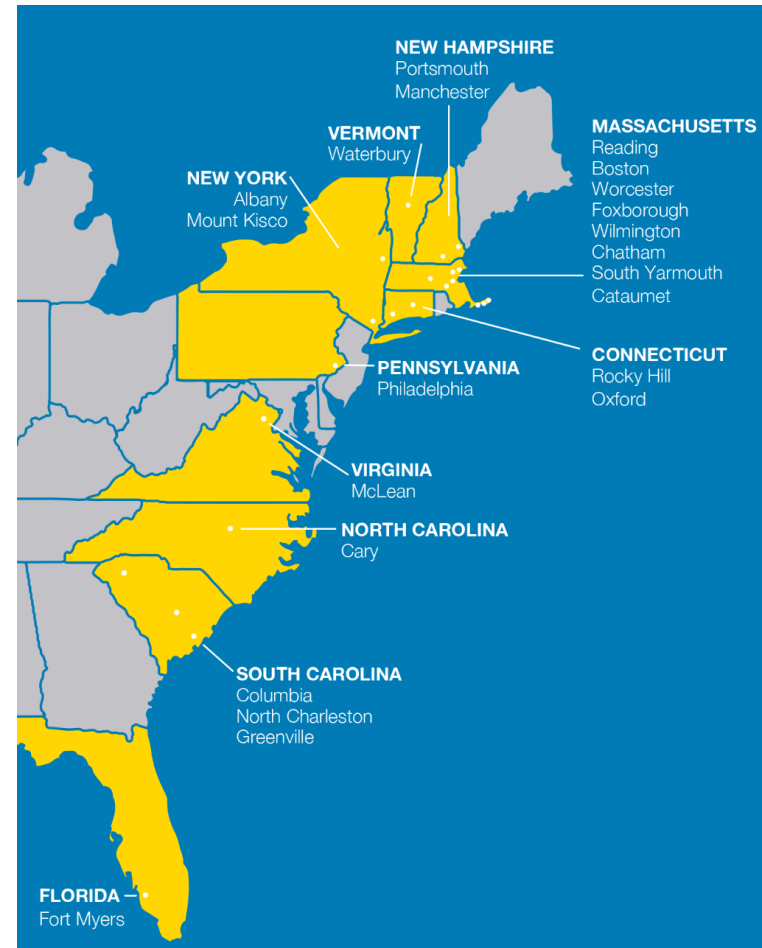 NEW HAMPSHIRE
Portsmouth
Manchester
VERMONT
Waterbury
NEW YORK
Albany
Mount Kisco
MASSACHUSETTS
Reading
Boston
Worcester
Foxborough
Wilmington
Chatham
South Yarmouth
Cataumet
CONNECTICUT
Rocky Hill
Oxford
PENNSYLVANIA
Philadelphia
VIRGINIA
McLean
NORTH CAROLINA
Cary
SOUTH CAROLINA
Columbia
North Charleston
Greenville
FLORIDA
Fort Myers